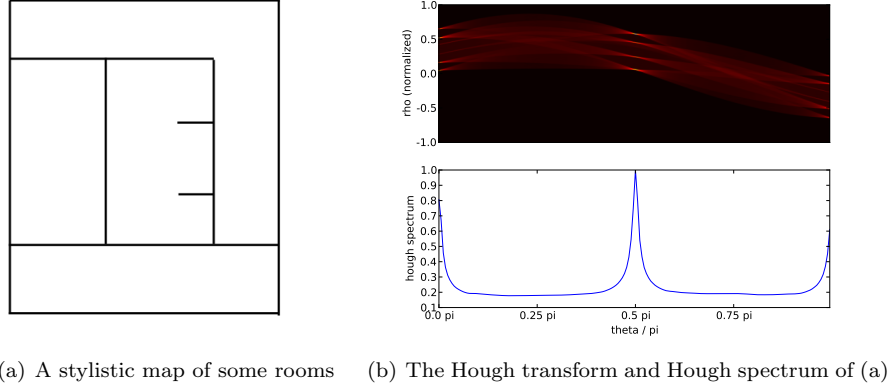 1.0
0.5
0.0
-0.5
-1.0
rho (normalized)
1.0
0.9
0.8
0.7
0.6
0.5
0.4
0.3
0.2
0.1
hough spectrum
0.0 pi 0.25 pi 0.5 pi 0.75 pi
theta / pi
(a) A stylistic map of some rooms
(b) The Hough transform and Hough spectrum of (a)